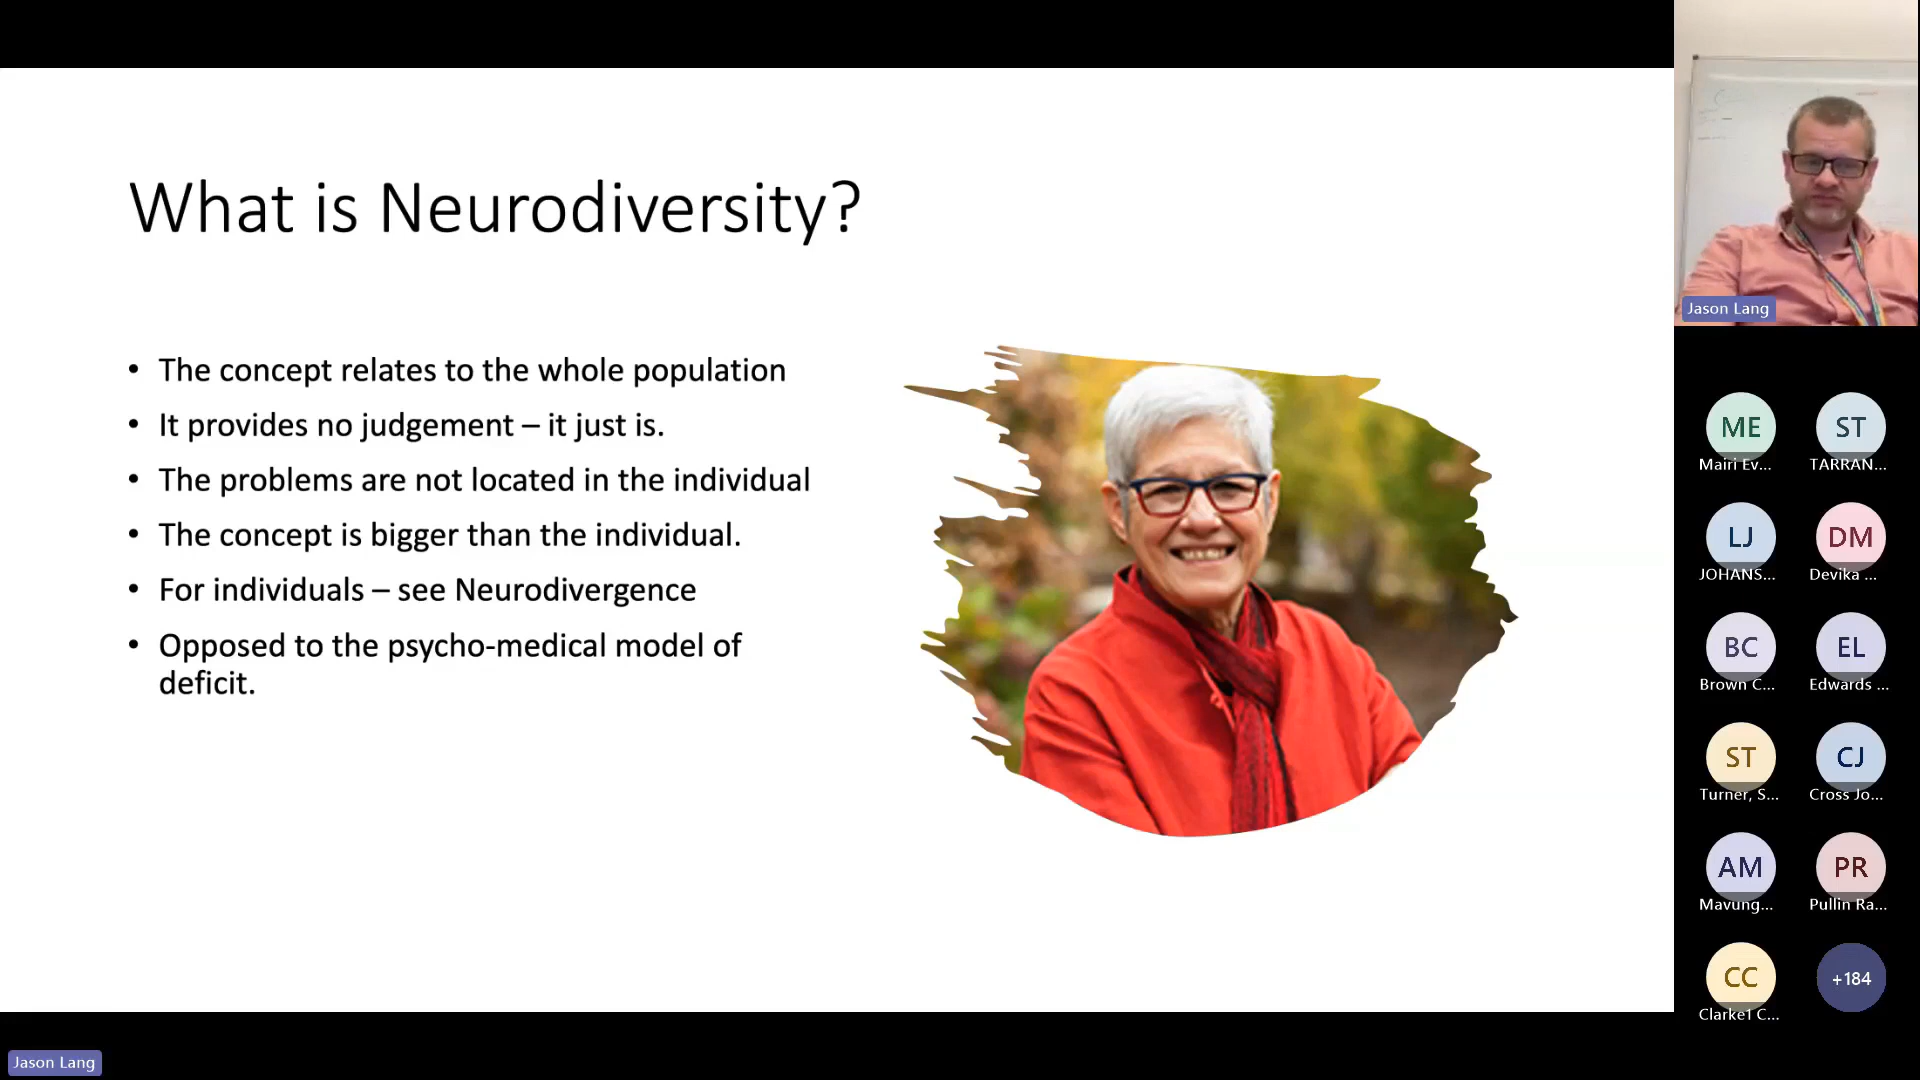 What is Neurodiversity?
• The concept relates to the whole population
• It provides no judgement – it just is.
• The problems are not located in the individual
• The concept is bigger than the individual.
• For individuals – see Neurodivergence
• Opposed to the psycho-medical model of
deficit.
Jason Lang
ME
Mairi Ev...
ST
TARRAN...
LJ
JOHANS...
DM
Devika ...
BC
Brown C...
EL
Edwards ...
ST
Turner, S...
CJ
Cross Jo...
AM
Mavung...
PR
Pullin Ra...
CC
Clarke1 C...
+184
Jason Lang